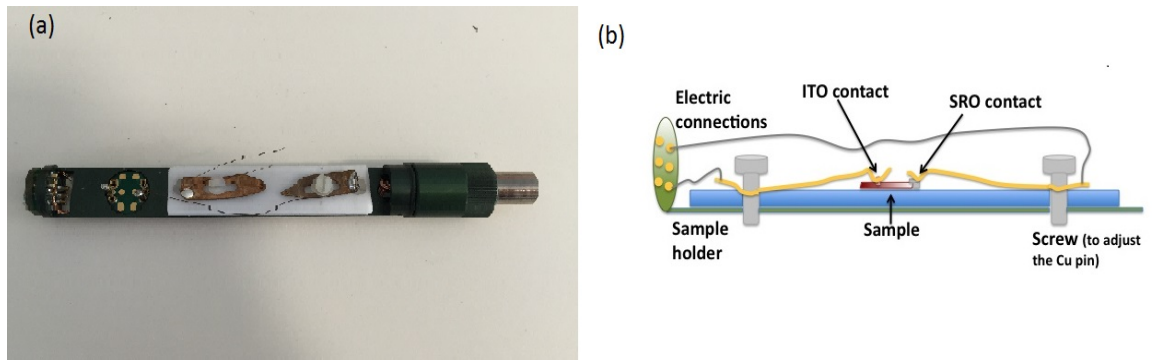 (a)
(b)
ITO contact
SRO contact
Electric
connections
Sample
holder
Sample
Screw (to adjust
the Cu pin)